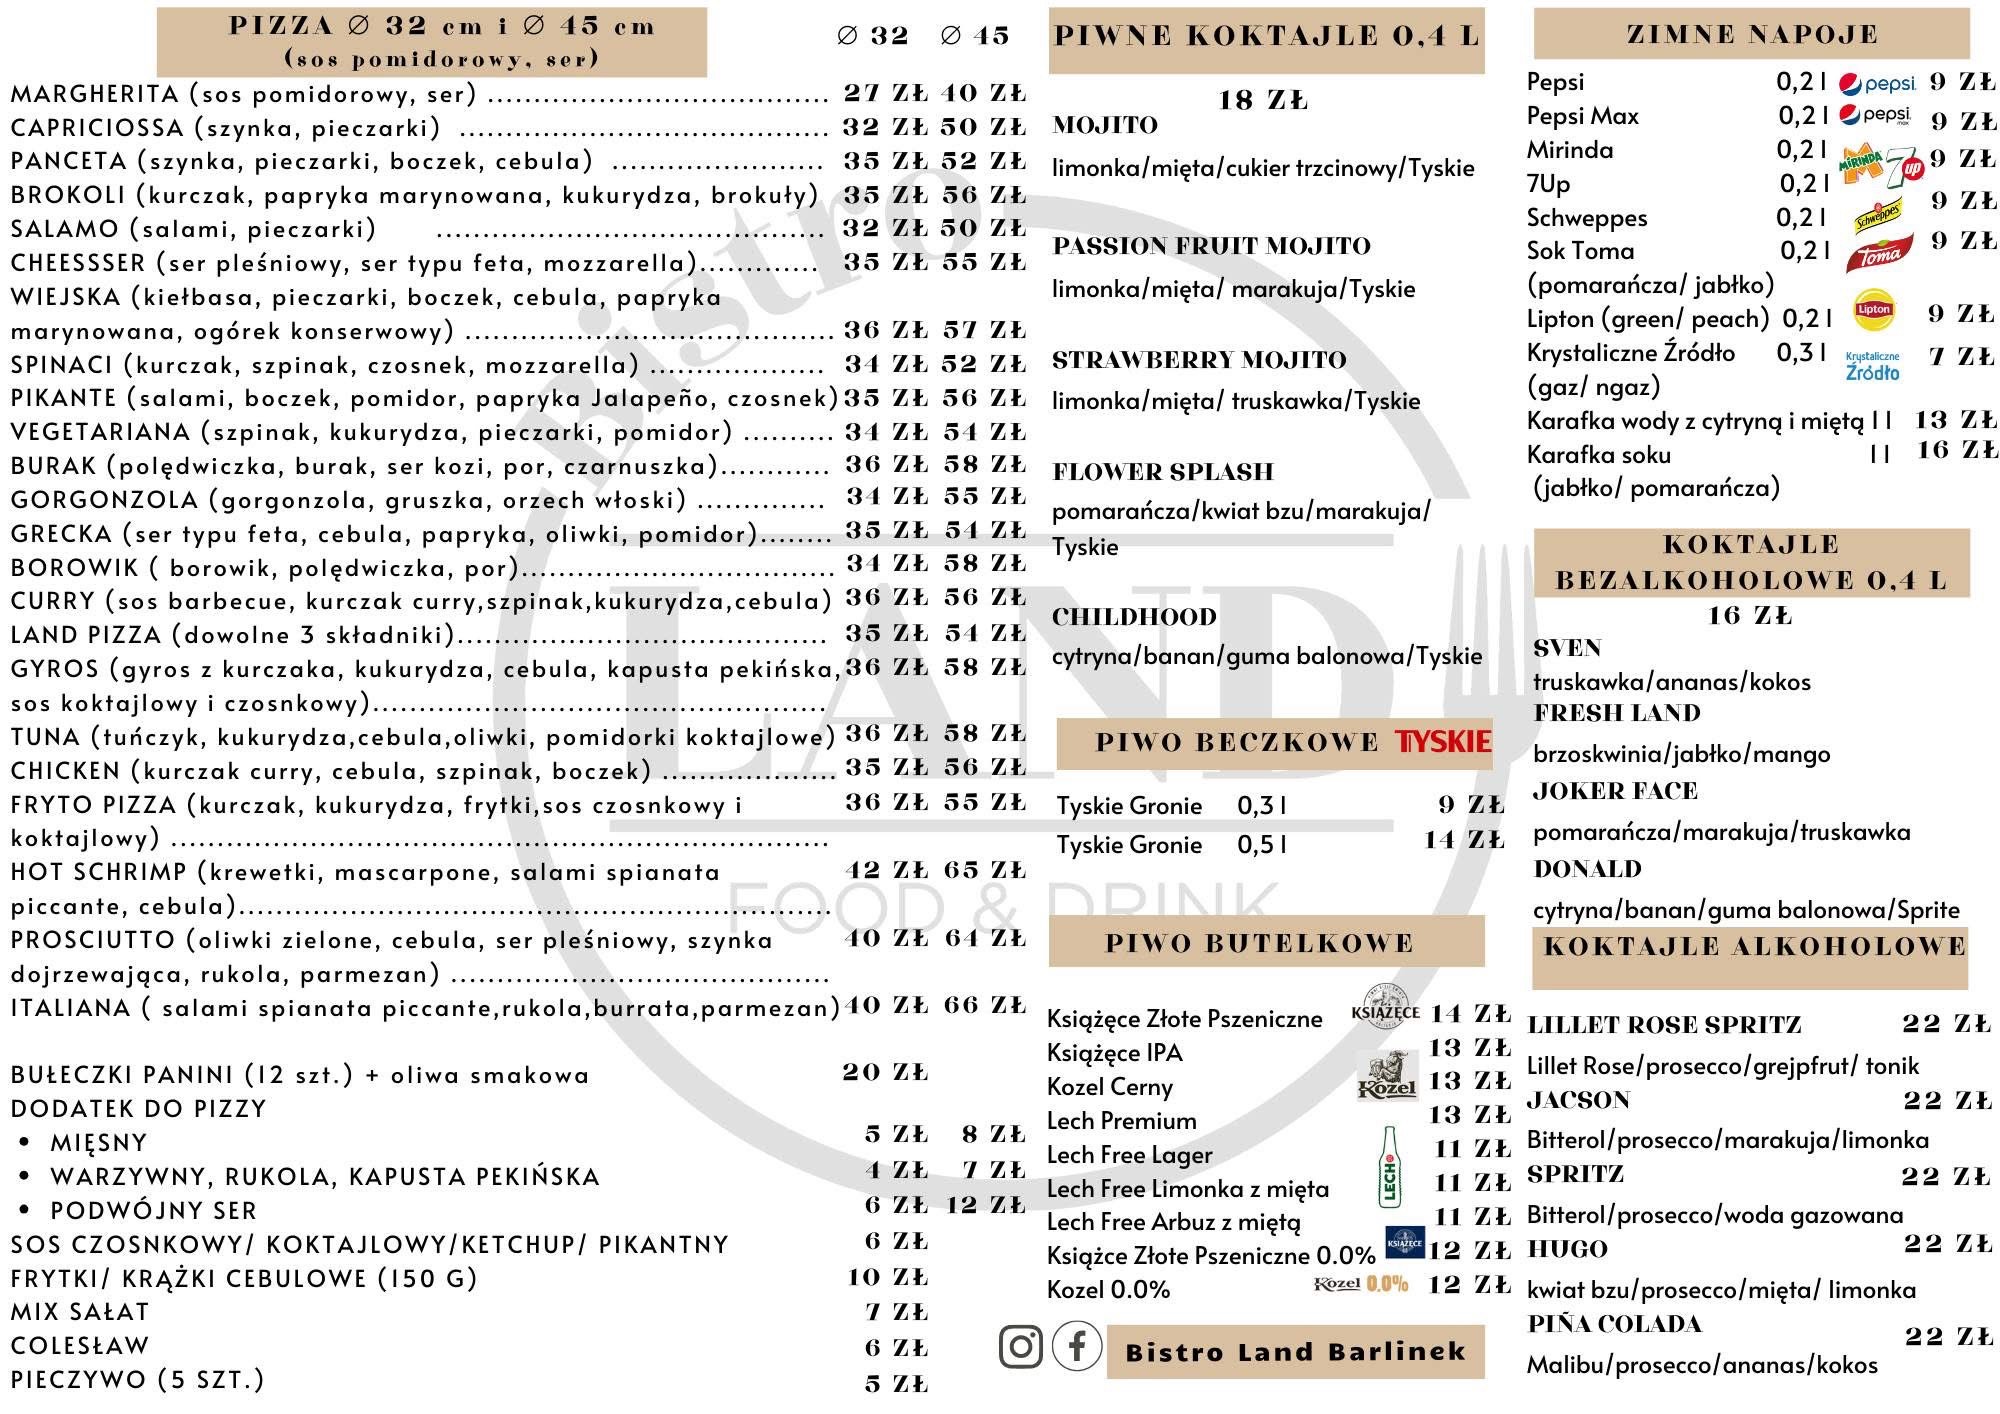 PIZZA Ø 32 cm i Ø 45 cm
(sos pomidorowy, ser)
Ø 32 Ø 45
MARGHERITA (sos pomidorowy, ser) .................................. 27 ZŁ 40 ZŁ
CAPRICIOSSA (szynka, pieczarki) ..................................... 32 ZŁ 50 ZŁ
PANCETA (szynka, pieczarki, boczek, cebula) ..................... 35 ZŁ 52 ZŁ
BROKOLI (kurczak, papryka marynowana, kukurydza, brokuły) 35 ZŁ 56 ZŁ
SALAMO (salami, pieczarki) ....................................... 32 ZŁ 50 ZŁ
CHEESSSER (ser pleśniowy, ser typu feta, mozzarella)............ 35 ZŁ 55 ZŁ
WIEJSKA (kiełbasa, pieczarki, boczek, cebula, papryka
marynowana, ogórek konserwowy) ..................................... 36 ZŁ 57 ZŁ
SPINACI (kurczak, szpinak, czosnek, mozzarella) .................. 34 ZŁ 52 ZŁ
PIKANTE (salami, boczek, pomidor, papryka Jalapeño, czosnek) 35 ZŁ 56 ZŁ
VEGETARIANA (szpinak, kukurydza, pieczarki, pomidor) ......... 34 ZŁ 54 ZŁ
BURAK (polędwiczka, burak, ser kozi, por, czarnuszka)........... 36 ZŁ 58 ZŁ
GORGONZOLA (gorgonzola, gruszka, orzech włoski) ............. 34 ZŁ 55 ZŁ
GRECKA (ser typu feta, cebula, papryka, oliwki, pomidor)....... 35 ZŁ 54 ZŁ
BOROWIK ( borowik, polędwiczka, por)............................... 34 ZŁ 58 ZŁ
CURRY (sos barbecue, kurczak curry,szpinak,kukurydza,cebula) 36 ZŁ 56 ZŁ
LAND PIZZA (dowolne 3 składniki)..................................... 35 ZŁ 54 ZŁ
GYROS (gyros z kurczaka, kukurydza, cebula, kapusta pekińska, 36 ZŁ 58 ZŁ
sos koktajlowy i czosnkowy).............................................
TUNA (tuńczyk, kukurydza,cebula,oliwki, pomidorki koktajlowe) 36 ZŁ 58 ZŁ
CHICKEN (kurczak curry, cebula, szpinak, boczek) ................. 35 ZŁ 56 ZŁ
FRYTO PIZZA (kurczak, kukurydza, frytki,sos czosnkowy i 36 ZŁ 55 ZŁ
koktajlowy) ..................................................................
HOT SCHRIMP (krewetki, mascarpone, salami spianata 42 ZŁ 65 ZŁ
piccante, cebula)...........................................................
PROSCIUTTO (oliwki zielone, cebula, ser pleśniowy, szynka 40 ZŁ 64 ZŁ
dojrzewająca, rukola, parmezan) ......................................
ITALIANA ( salami spianata piccante,rukola,burrata,parmezan) 40 ZŁ 66 ZŁ
BUŁECZKI PANINI (12 szt.) + oliwa smakowa 20 ZŁ
DODATEK DO PIZZY
• MIĘSNY 5 ZŁ 8 ZŁ
• WARZYWNY, RUKOLA, KAPUSTA PEKIŃSKA 4 ZŁ 7 ZŁ
• PODWÓJNY SER 6 ZŁ 12 ZŁ
SOS CZOSNKOWY/ KOKTAJLOWY/KETCHUP/ PIKANTNY 6 ZŁ
FRYTKI/ KRĄŻKI CEBULOWE (150 G) 10 ZŁ
MIX SAŁAT 7 ZŁ
COLESŁAW 6 ZŁ
PIECZYWO (5 SZT.) 5 ZŁ
Bistro
LAND
FOOD & DRINK
PIWNE KOKTAJLE 0,4 L
18 ZŁ
MOJITO
limonka/mięta/cukier trzcinowy/Tyskie
PASSION FRUIT MOJITO
limonka/mięta/ marakuja/Tyskie
STRAWBERRY MOJITO
limonka/mięta/ truskawka/Tyskie
FLOWER SPLASH
pomarańcza/kwiat bzu/marakuja/
Tyskie
CHILDHOOD
cytryna/banan/guma balonowa/Tyskie
PIWO BECZKOWE TYSKIE
Tyskie Gronie 0,3 l 9 ZŁ
Tyskie Gronie 0,5 l 14 ZŁ
PIWO BUTELKOWE
Książęce Złote Pszeniczne KSIĄŻĘCE 14 ZŁ
Książęce IPA 13 ZŁ
Kozel Cerny Kozel 13 ZŁ
Lech Premium 13 ZŁ
Lech Free Lager 11 ZŁ
LECH
Lech Free Limonka z mięta 11 ZŁ
Lech Free Arbuz z miętą 11 ZŁ
Książce Złote Pszeniczne 0.0% KSIĄŻĘCE 12 ZŁ
Kozel 0.0% Kozel 0.0% 12 ZŁ
Bistro Land Barlinek
ZIMNE NAPOJE
Pepsi 0,2 l pepsi 9 ZŁ
Pepsi Max 0,2 l pepsi max 9 ZŁ
Mirinda 0,2 l MIRINDA 7up 9 ZŁ
7Up 0,2 l 9 ZŁ
Schweppes 0,2 l Schweppes
Sok Toma 0,2 l Toma 9 ZŁ
(pomarańcza/ jabłko)
Lipton (green/ peach) 0,2 l Lipton 9 ZŁ
Krystaliczne Źródło 0,3 l Krystaliczne Źródło 7 ZŁ
(gaz/ ngaz)
Karafka wody z cytryną i miętą 1 l 13 ZŁ
Karafka soku 1 l 16 ZŁ
(jabłko/ pomarańcza)
KOKTAJLE
BEZALKOHOLOWE 0,4 L
16 ZŁ
SVEN
truskawka/ananas/kokos
FRESH LAND
brzoskwinia/jabłko/mango
JOKER FACE
pomarańcza/marakuja/truskawka
DONALD
cytryna/banan/guma balonowa/Sprite
KOKTAJLE ALKOHOLOWE
LILLET ROSE SPRITZ 22 ZŁ
Lillet Rose/prosecco/grejpfrut/ tonik
JACSON 22 ZŁ
Bitterol/prosecco/marakuja/limonka
SPRITZ 22 ZŁ
Bitterol/prosecco/woda gazowana
HUGO 22 ZŁ
kwiat bzu/prosecco/mięta/ limonka
PIÑA COLADA 22 ZŁ
Malibu/prosecco/ananas/kokos